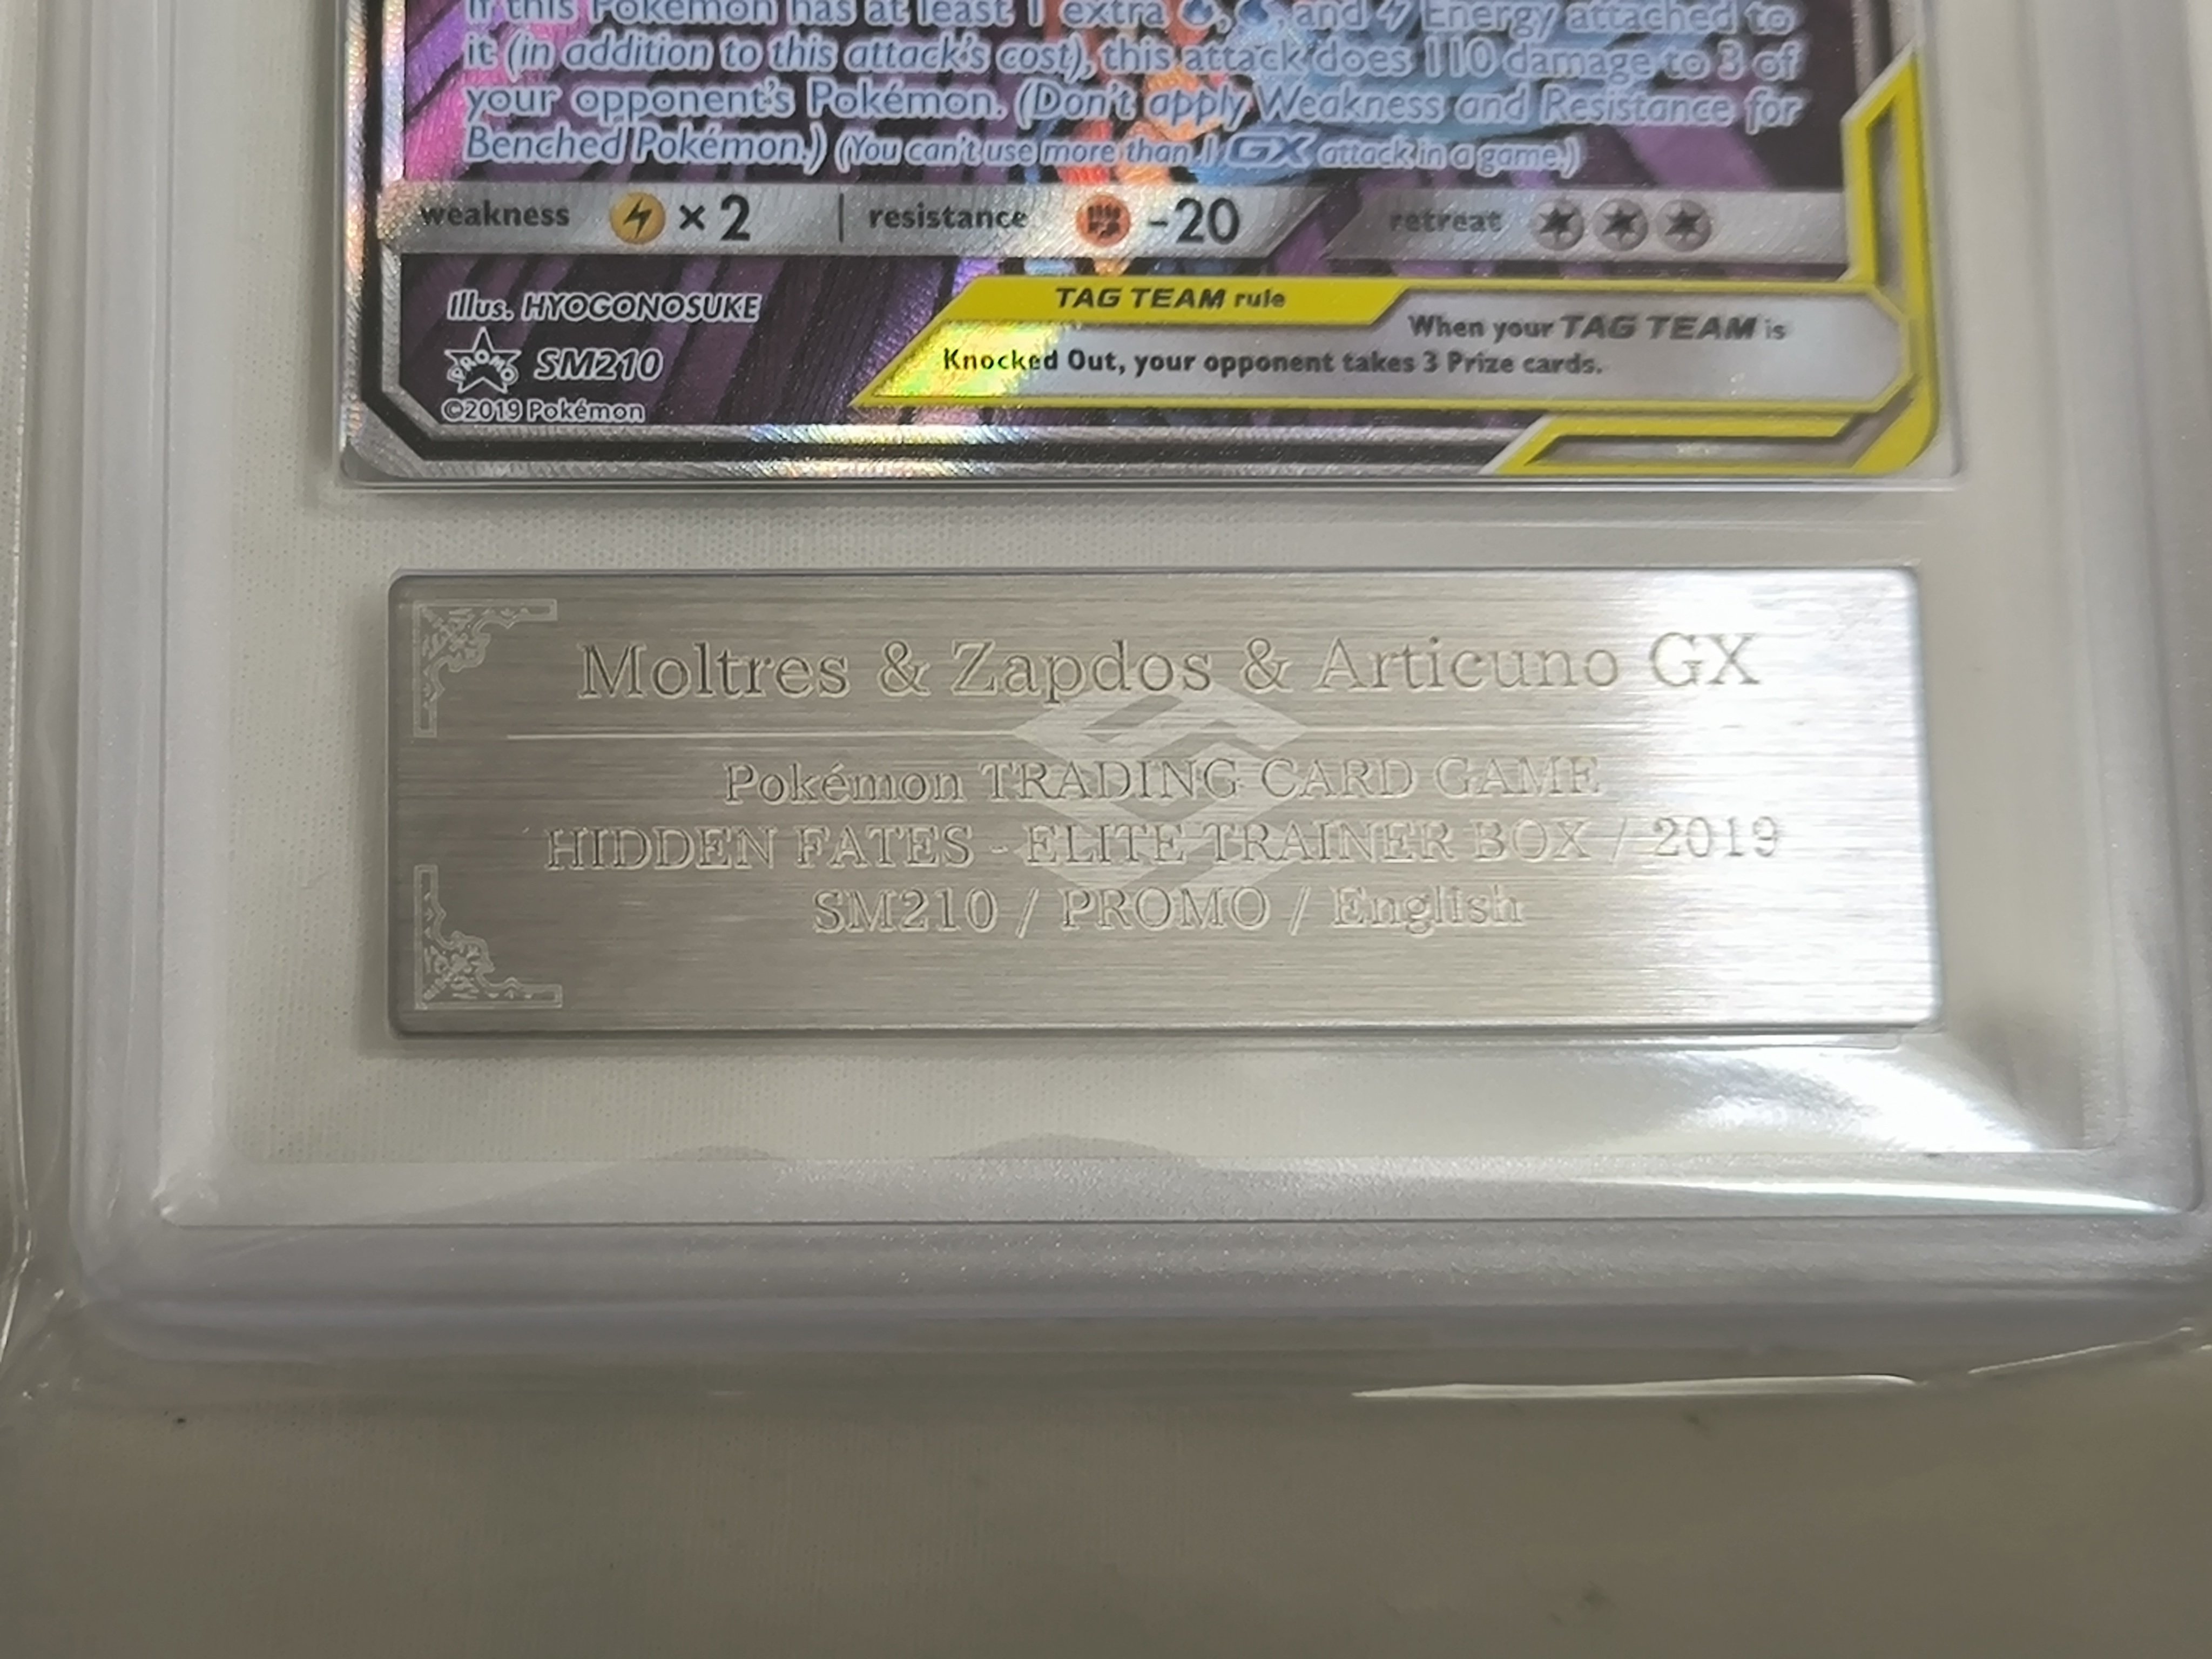 If this Pokémon has at least 1 extra , , and Energy attached to
it (in addition to this attack's cost), this attack does 110 damage to 3 of
your opponent's Pokémon. (Don't apply Weakness and Resistance for
Benched Pokémon.) (You can't use more than 1 GX attack in a game.)
weakness ×2 resistance -20 retreat
Illus. HYOGONOSUKE
PROMO SM210
©2019 Pokémon
TAG TEAM rule
When your TAG TEAM is
Knocked Out, your opponent takes 3 Prize cards.
Moltres & Zapdos & Articuno GX
Pokémon TRADING CARD GAME
HIDDEN FATES - ELITE TRAINER BOX / 2019
SM210 / PROMO / English